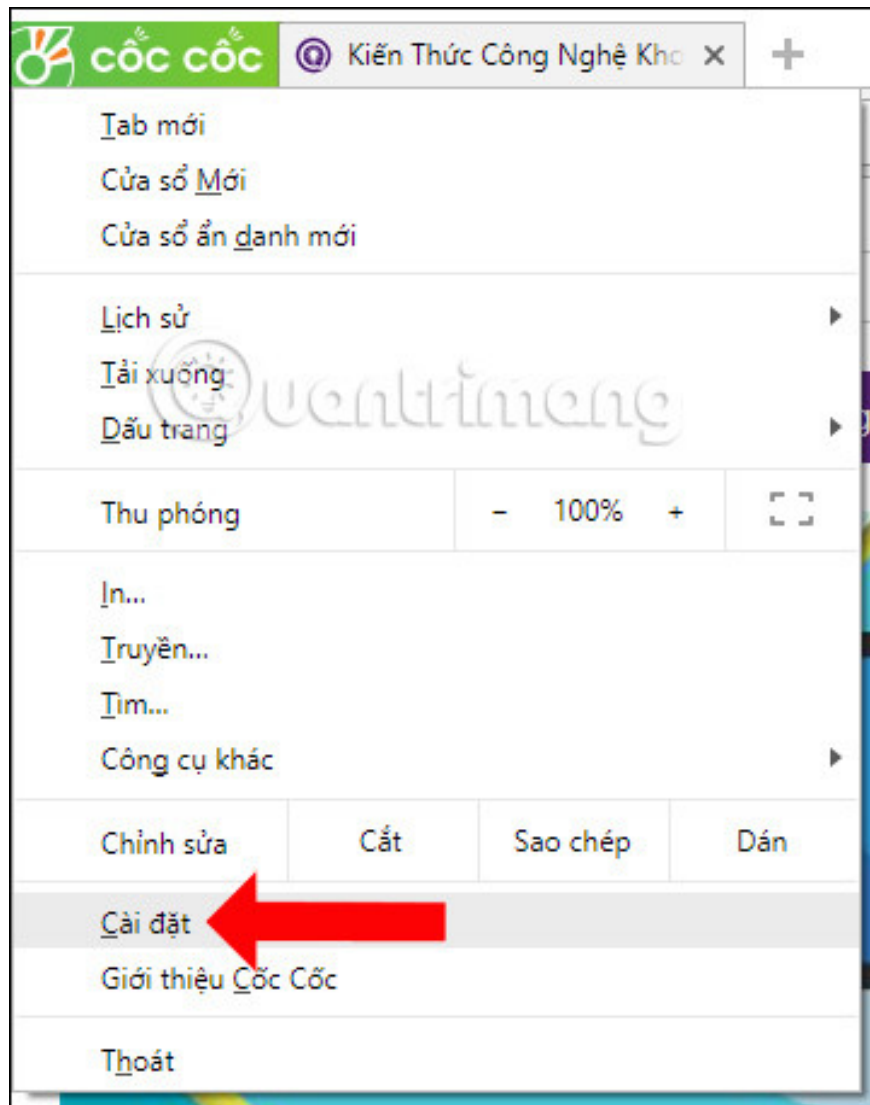 cốc cốc Kiến Thức Công Nghệ Kho
Tab mới
Cửa sổ Mới
Cửa sổ ẩn danh mới
Lịch sử
Tải xuống
Quantrimang
Dấu trang
Thu phóng - 100% +
In...
Truyền...
Tìm...
Công cụ khác
Chỉnh sửa Cắt Sao chép Dán
Cài đặt
Giới thiệu Cốc Cốc
Thoát